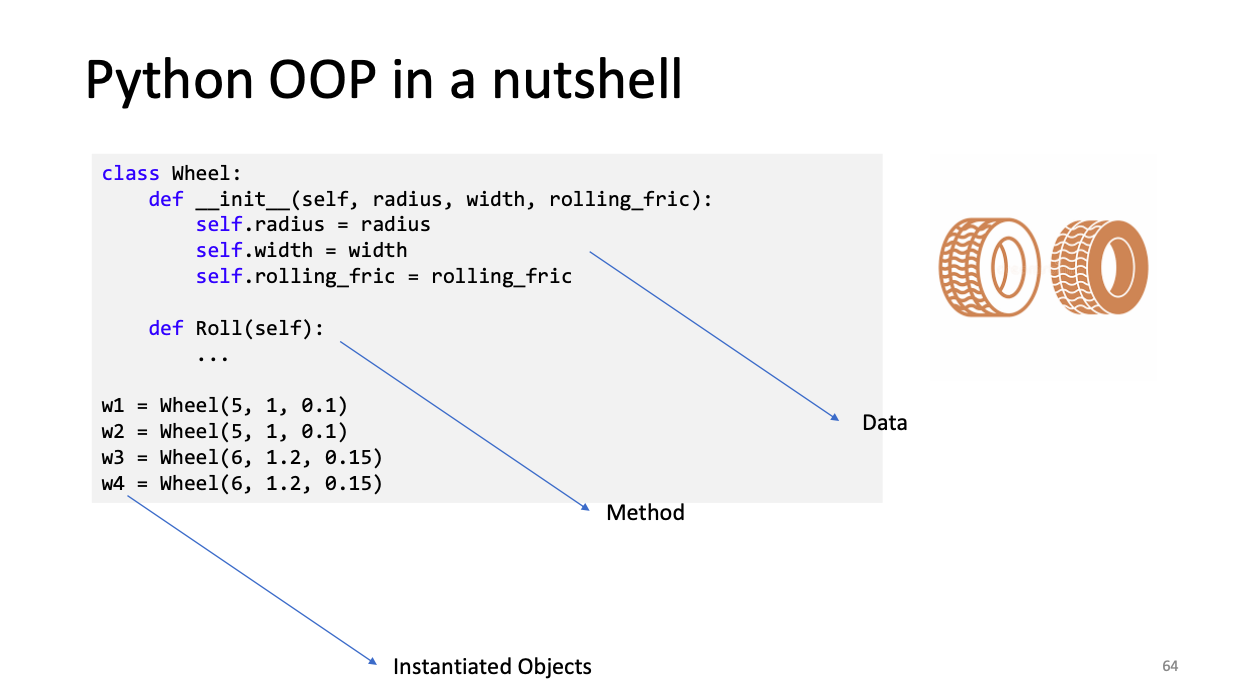 Python OOP in a nutshell
class Wheel:
    def __init__(self, radius, width, rolling_fric):
        self.radius = radius
        self.width = width
        self.rolling_fric = rolling_fric
    def Roll(self):
        ...
w1 = Wheel(5, 1, 0.1)
w2 = Wheel(5, 1, 0.1)
w3 = Wheel(6, 1.2, 0.15)
w4 = Wheel(6, 1.2, 0.15)
Data
Method
Instantiated Objects
64